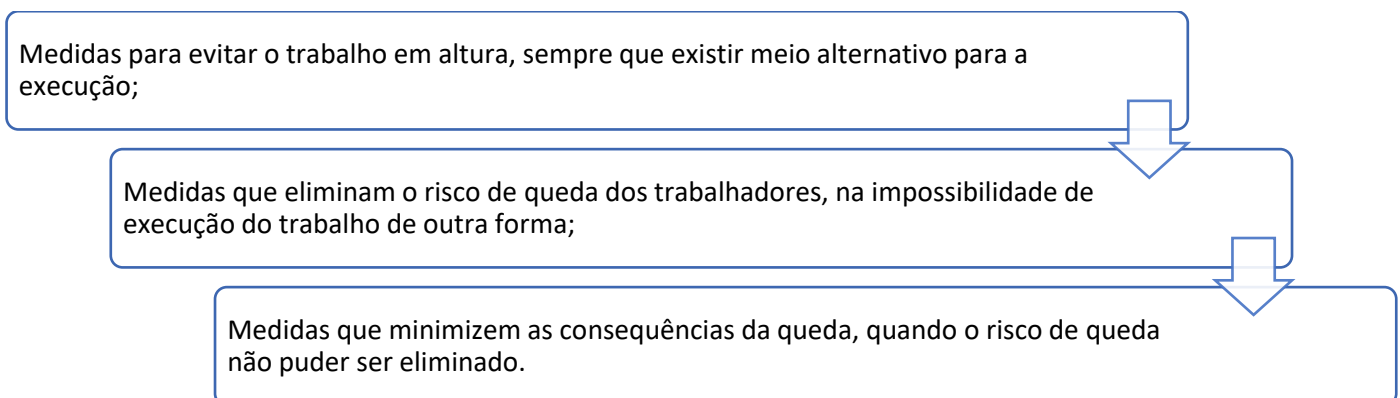 Medidas para evitar o trabalho em altura, sempre que existir meio alternativo para a
execução;
Medidas que eliminam o risco de queda dos trabalhadores, na impossibilidade de
execução do trabalho de outra forma;
Medidas que minimizem as consequências da queda, quando o risco de queda
não puder ser eliminado.